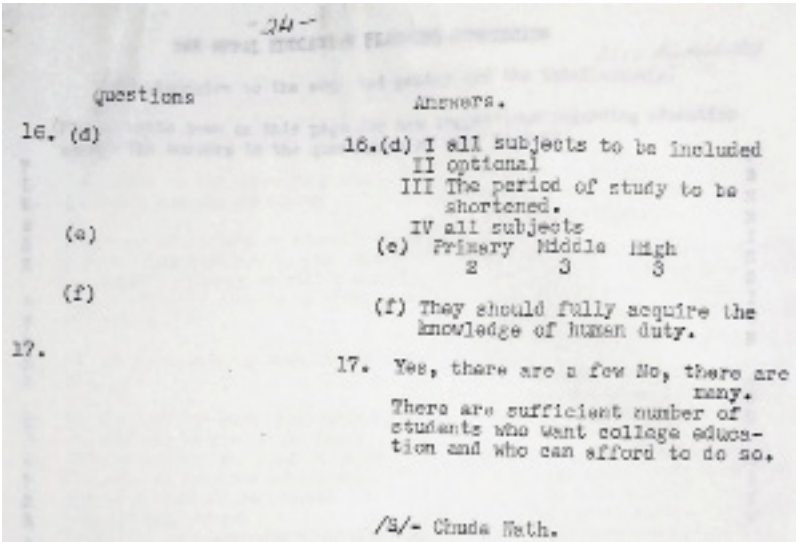 -24-
Questions
Answers.
16. (d)
16.(d) I all subjects to be included
II optional
III The period of study to be
shortened.
IV all subjects
(e)
(e) Primary Middle High
2 3 3
(f)
(f) They should fully acquire the
knowledge of human duty.
17.
17. Yes, there are a few No, there are
many.
There are sufficient number of
students who want college educa-
tion and who can afford to do so.
/S/- Chuda Nath.